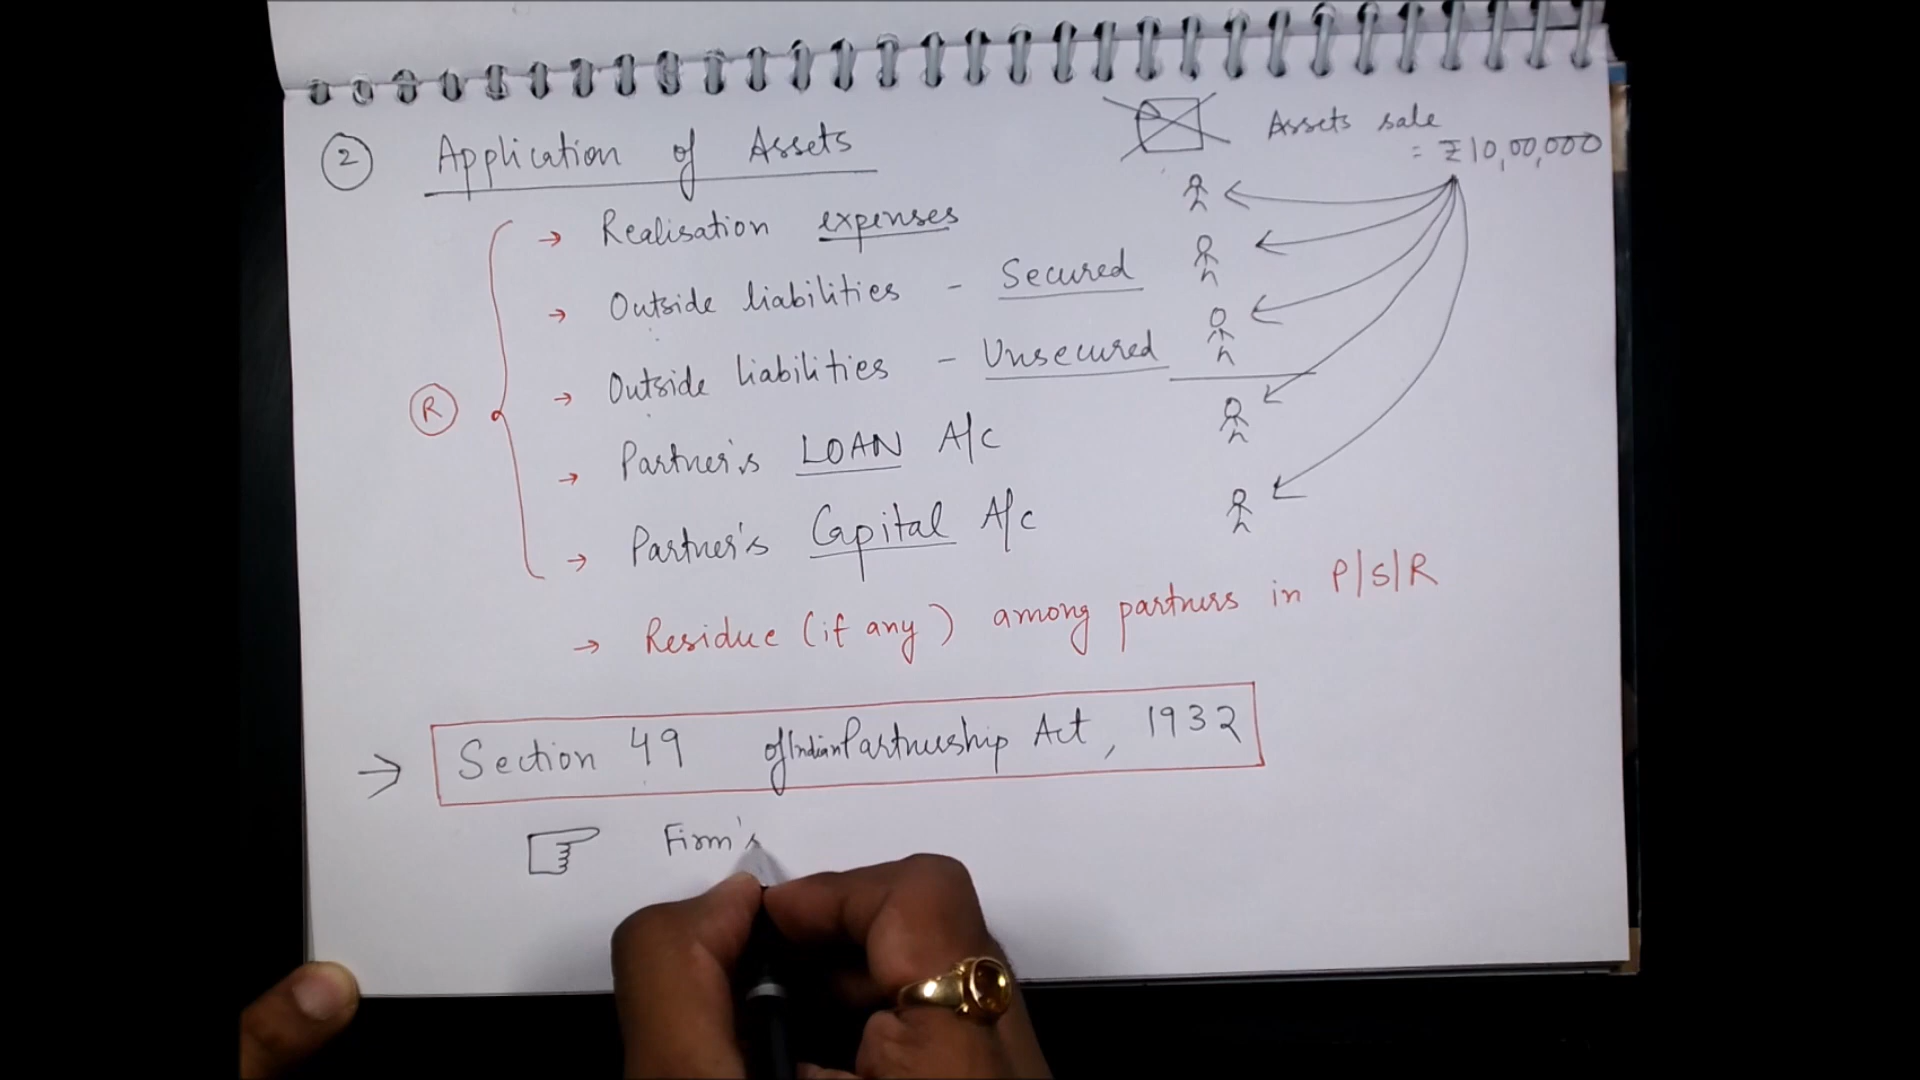 ② Application of Assets
Assets sale
= ₹10,00,000
→ Realisation expenses
→ Outside liabilities - Secured
→ Outside liabilities - Unsecured
R
→ Partner's LOAN A/c
→ Partner's Capital A/c
→ Residue (if any) among partners in P/S/R
→ Section 49 of Indian Partnership Act, 1932
Firm's